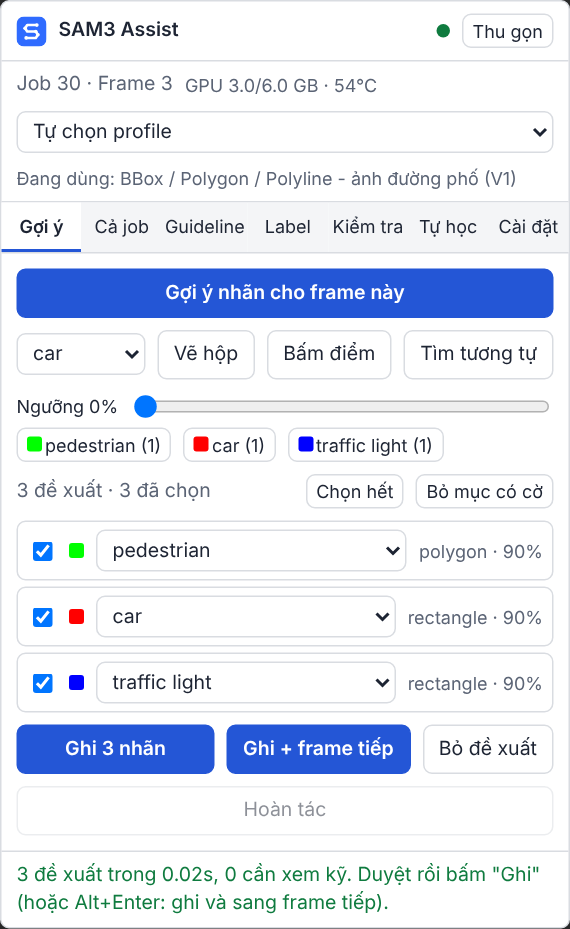 SAM3 Assist
Thu gọn
Job 30 · Frame 3 GPU 3.0/6.0 GB · 54°C
Tự chọn profile
Đang dùng: BBox / Polygon / Polyline - ảnh đường phố (V1)
Gợi ý Cả job Guideline Label Kiểm tra Tự học Cài đặt
Gợi ý nhãn cho frame này
car Vẽ hộp Bấm điểm Tìm tương tự
Ngưỡng 0%
pedestrian (1) car (1) traffic light (1)
3 đề xuất · 3 đã chọn Chọn hết Bỏ mục có cờ
pedestrian polygon · 90%
car rectangle · 90%
traffic light rectangle · 90%
Ghi 3 nhãn Ghi + frame tiếp Bỏ đề xuất
Hoàn tác
3 đề xuất trong 0.02s, 0 cần xem kỹ. Duyệt rồi bấm "Ghi"
(hoặc Alt+Enter: ghi và sang frame tiếp).